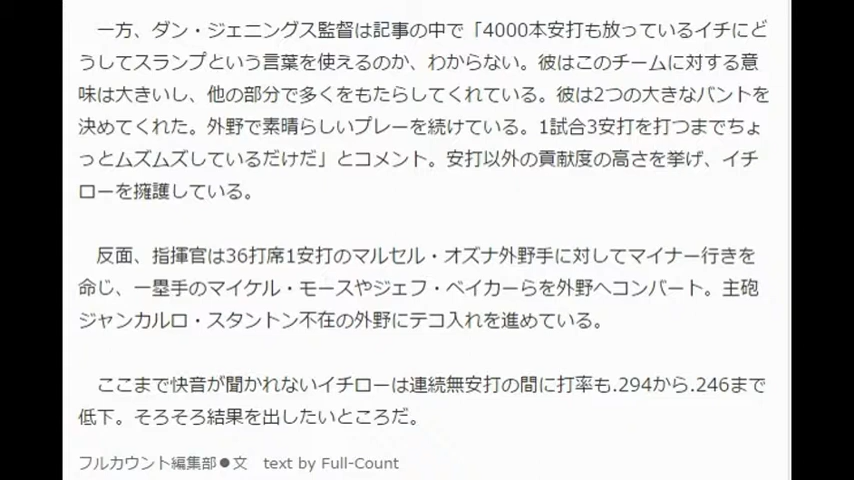 一方、ダン・ジェニングス監督は記事の中で「4000本安打も放っているイチにど
うしてスランプという言葉を使えるのか、わからない。彼はこのチームに対する意
味は大きいし、他の部分で多くをもたらしてくれている。彼は2つの大きなバントを
決めてくれた。外野で素晴らしいプレーを続けている。1試合3安打を打つまでちょ
っとムズムズしているだけだ」とコメント。安打以外の貢献度の高さを挙げ、イチ
ローを擁護している。
反面、指揮官は36打席1安打のマルセル・オズナ外野手に対してマイナー行きを
命じ、一塁手のマイケル・モースやジェフ・ベイカーらを外野へコンバート。主砲
ジャンカルロ・スタントン不在の外野にテコ入れを進めている。
ここまで快音が聞かれないイチローは連続無安打の間に打率も.294から.246まで
低下。そろそろ結果を出したいところだ。
フルカウント編集部●文 text by Full-Count